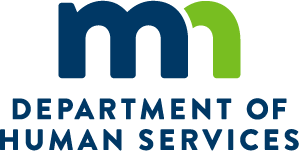 mn
DEPARTMENT OF
HUMAN SERVICES